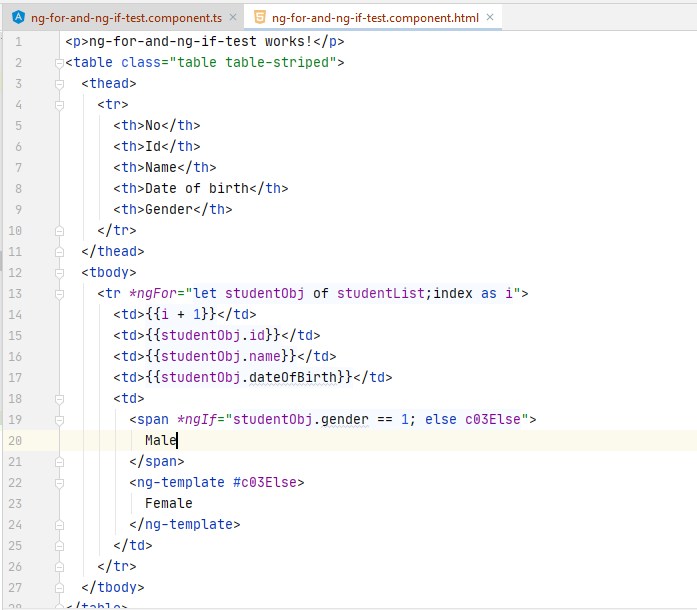 ng-for-and-ng-if-test.component.ts ng-for-and-ng-if-test.component.html
1 <p>ng-for-and-ng-if-test works!</p>
2 <table class="table table-striped">
3 <thead>
4 <tr>
5 <th>No</th>
6 <th>Id</th>
7 <th>Name</th>
8 <th>Date of birth</th>
9 <th>Gender</th>
10 </tr>
11 </thead>
12 <tbody>
13 <tr *ngFor="let studentObj of studentList;index as i">
14 <td>{{i + 1}}</td>
15 <td>{{studentObj.id}}</td>
16 <td>{{studentObj.name}}</td>
17 <td>{{studentObj.dateOfBirth}}</td>
18 <td>
19 <span *ngIf="studentObj.gender == 1; else c03Else">
20 Male
21 </span>
22 <ng-template #c03Else>
23 Female
24 </ng-template>
25 </td>
26 </tr>
27 </tbody>
28 </table>